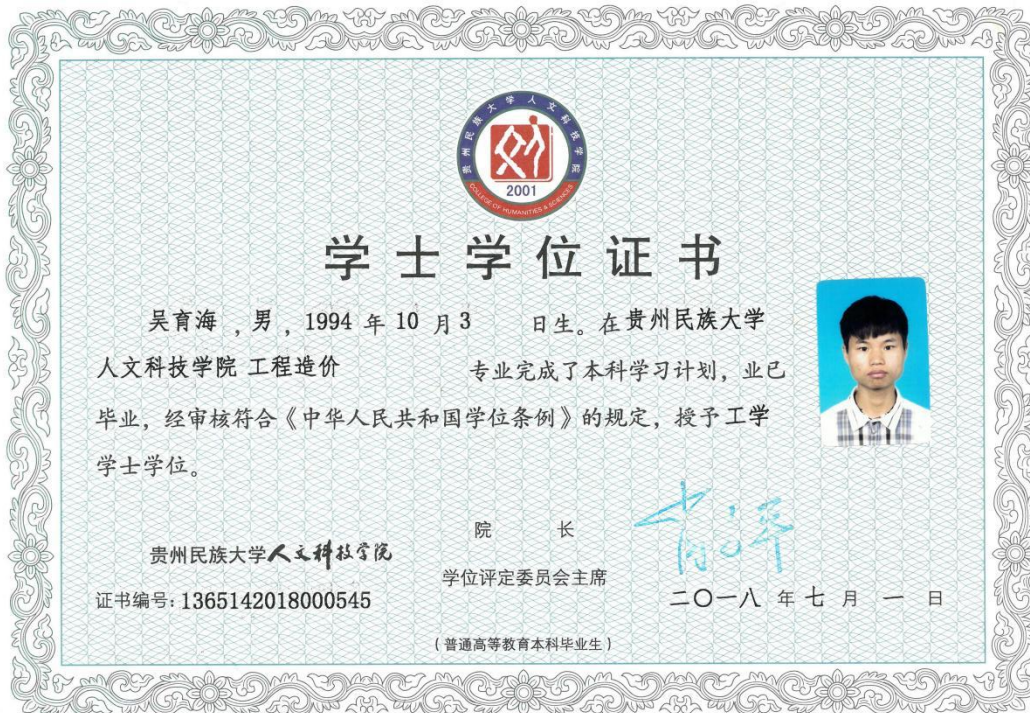 贵州民族大学人文科技学院
2001
COLLEGE OF HUMANITIES & SCIENCES
学士学位证书
吴育海 ,男, 1994 年 10 月 3 日生。在贵州民族大学
人文科技学院 工程造价 专业完成了本科学习计划,业已
毕业,经审核符合《中华人民共和国学位条例》的规定,授予工学
学士学位。
院 长
贵州民族大学人文科技学院
学位评定委员会主席
证书编号:1365142018000545
二〇一八 年 七 月 一 日
(普通高等教育本科毕业生)